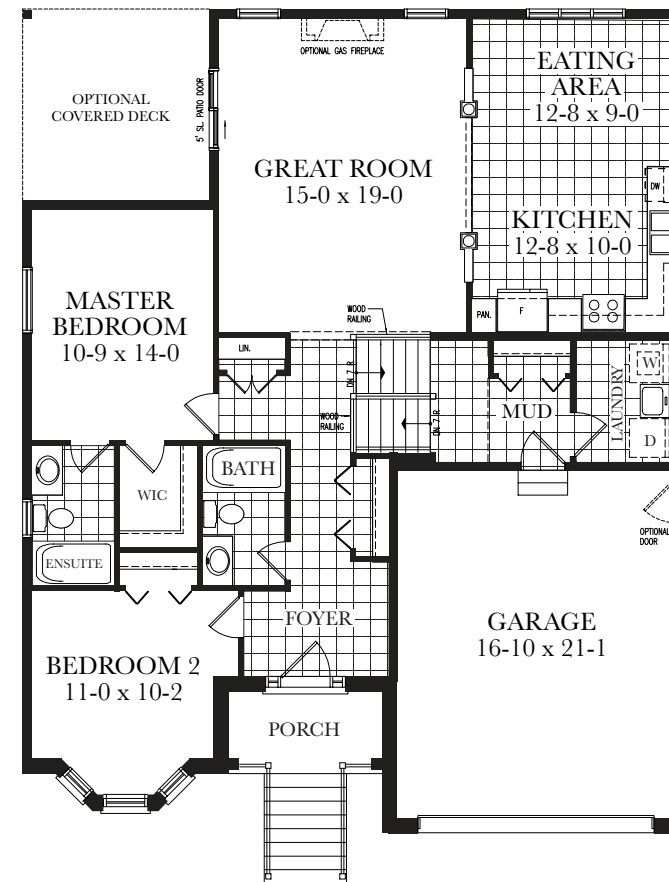 OPTIONAL GAS FIREPLACE
EATING
AREA
12-8 x 9-0
OPTIONAL
COVERED DECK
5' SL. PATIO DOOR
GREAT ROOM
15-0 x 19-0
DW
KITCHEN
12-8 x 10-0
MASTER
BEDROOM
10-9 x 14-0
WOOD
RAILING
PAN.
F
LIN.
DN 7 R
W
LAUNDRY
MUD
WOOD
RAILING
DN 7 R
D
BATH
WIC
ENSUITE
OPTIONAL
DOOR
FOYER
GARAGE
16-10 x 21-1
BEDROOM 2
11-0 x 10-2
PORCH